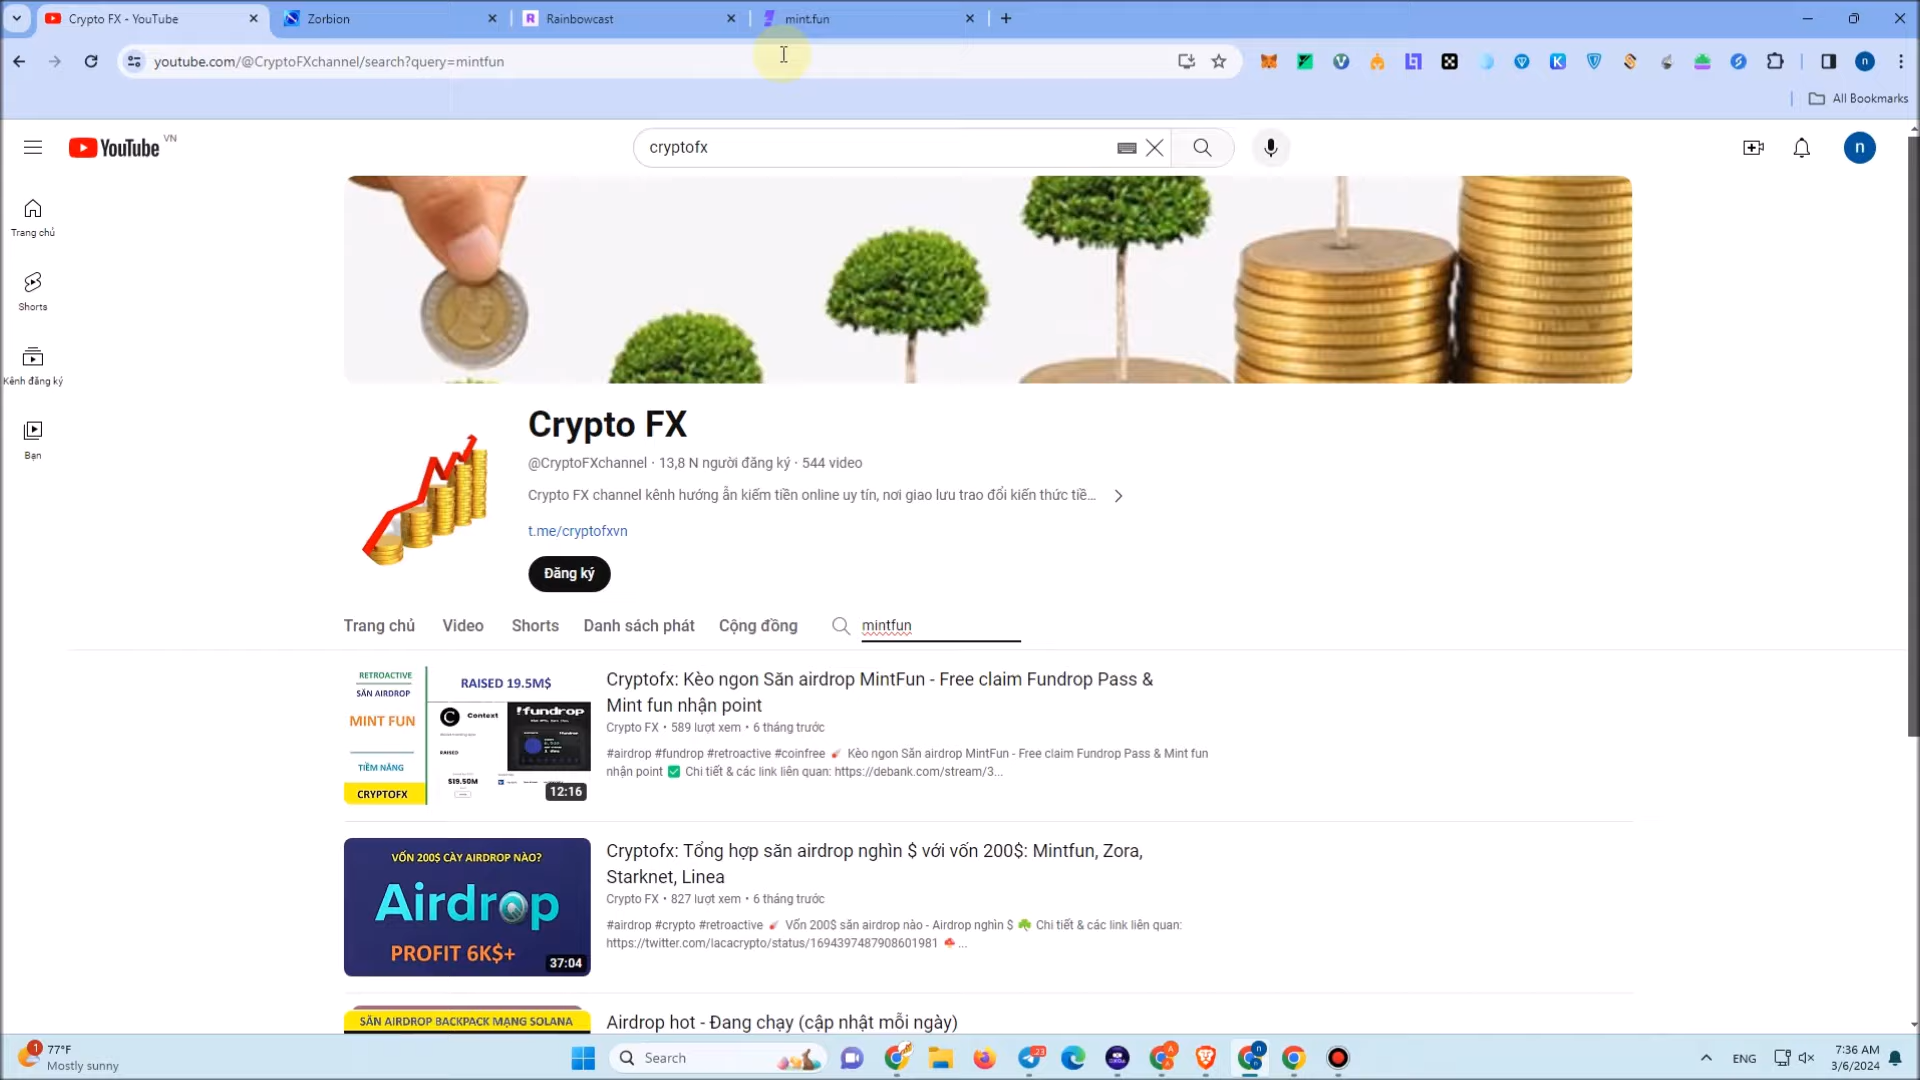 Crypto FX - YouTube
Zorbion
Rainbowcast
mint.fun
youtube.com/@CryptoFXchannel/search?query=mintfun
All Bookmarks
YouTube VN
cryptofx
n
Trang chủ
Shorts
Kênh đăng ký
Bạn
Crypto FX
@CryptoFXchannel · 13,8 N người đăng ký · 544 video
Crypto FX channel kênh hướng ẫn kiếm tiền online uy tín, nơi giao lưu trao đổi kiến thức tiề...
t.me/cryptofxvn
Đăng ký
Trang chủ
Video
Shorts
Danh sách phát
Cộng đồng
mintfun
RETROACTIVE
SĂN AIRDROP
MINT FUN
TIỀM NĂNG
CRYPTOFX
RAISED 19.5M$
Context
!fundrop
RAISED
$19.50M
12:16
Cryptofx: Kèo ngon Săn airdrop MintFun - Free claim Fundrop Pass &
Mint fun nhận point
Crypto FX • 589 lượt xem • 6 tháng trước
#airdrop #fundrop #retroactive #coinfree Kèo ngon Săn airdrop MintFun - Free claim Fundrop Pass & Mint fun
nhận point ✅ Chi tiết & các link liên quan: https://debank.com/stream/3...
VỐN 200$ CÀY AIRDROP NÀO?
Airdrop
PROFIT 6K$+
37:04
Cryptofx: Tổng hợp săn airdrop nghìn $ với vốn 200$: Mintfun, Zora,
Starknet, Linea
Crypto FX • 827 lượt xem • 6 tháng trước
#airdrop #crypto #retroactive Vốn 200$ săn airdrop nào - Airdrop nghìn $ ☘️ Chi tiết & các link liên quan:
https://twitter.com/lacacrypto/status/1694397487908601981 🍄 ...
SĂN AIRDROP BACKPACK MẠNG SOLANA
Airdrop hot - Đang chạy (cập nhật mỗi ngày)
1
77°F
Mostly sunny
Search
23
ENG
7:36 AM
3/6/2024